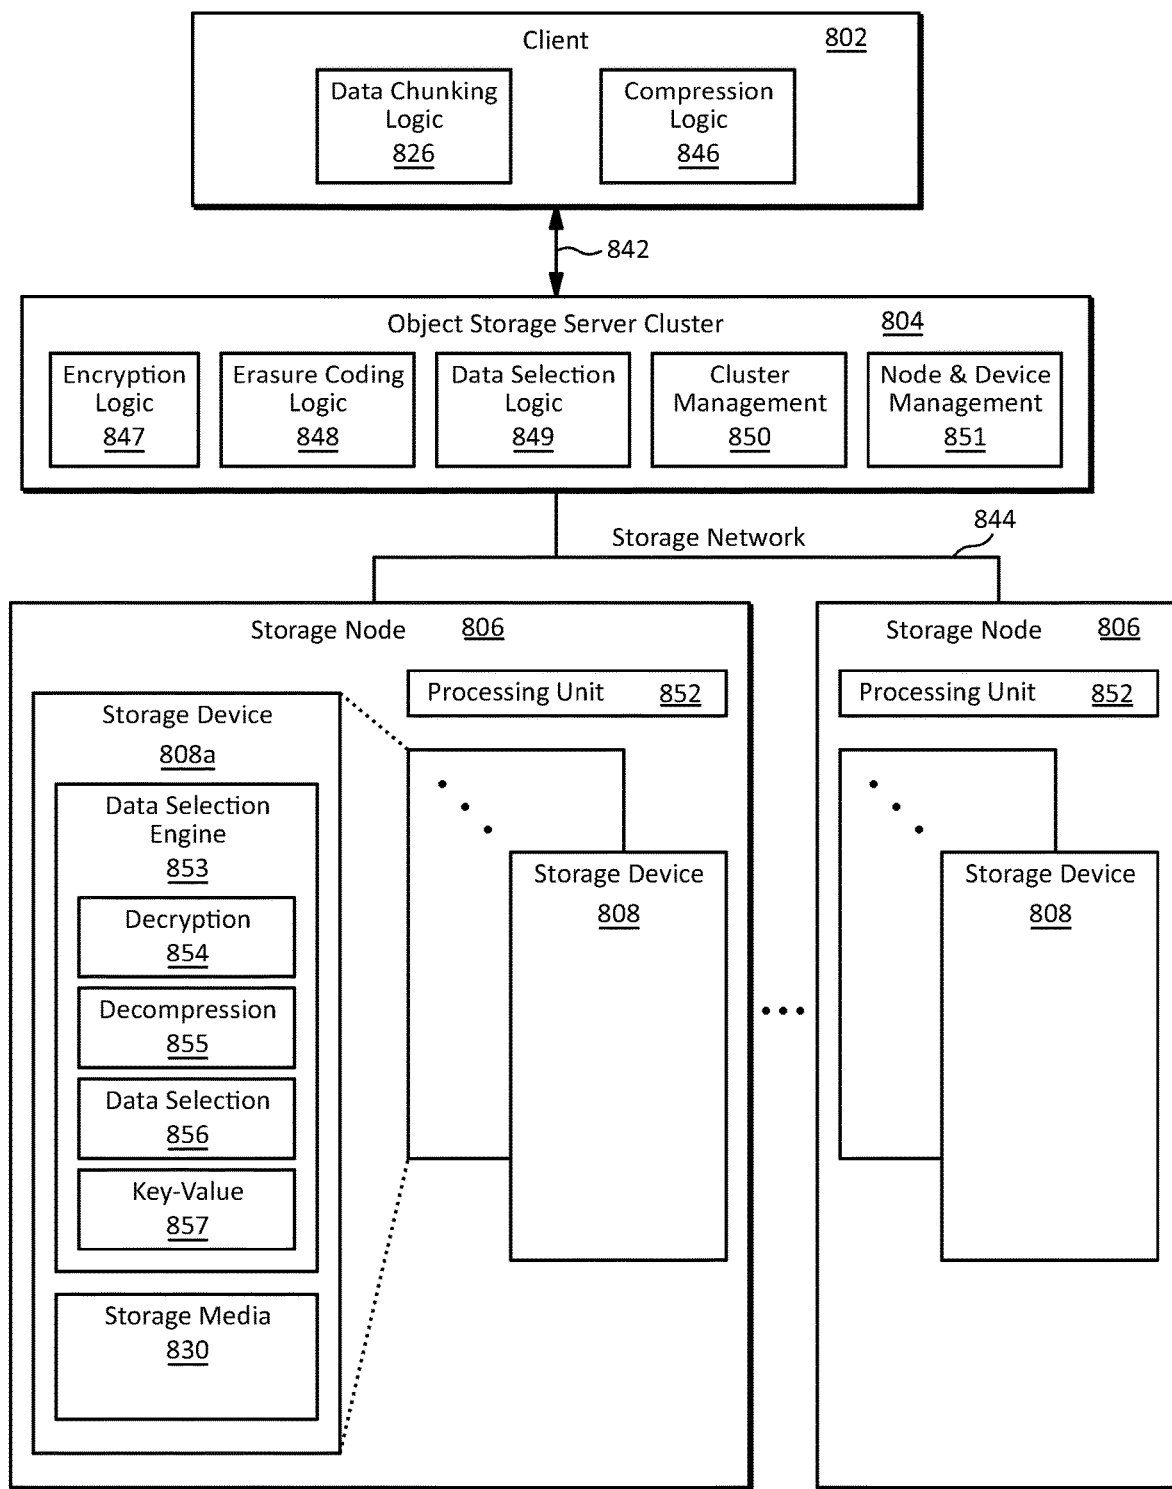 Client 802
Data Chunking
Logic
826
Compression
Logic
846
842
Object Storage Server Cluster 804
Encryption
Logic
847
Erasure Coding
Logic
848
Data Selection
Logic
849
Cluster
Management
850
Node & Device
Management
851
Storage Network
844
Storage Node 806
Processing Unit 852
Storage Device
808a
Data Selection
Engine
853
Decryption
854
Decompression
855
Data Selection
856
Key-Value
857
Storage Media
830
Storage Device
808
Storage Node 806
Processing Unit 852
Storage Device
808